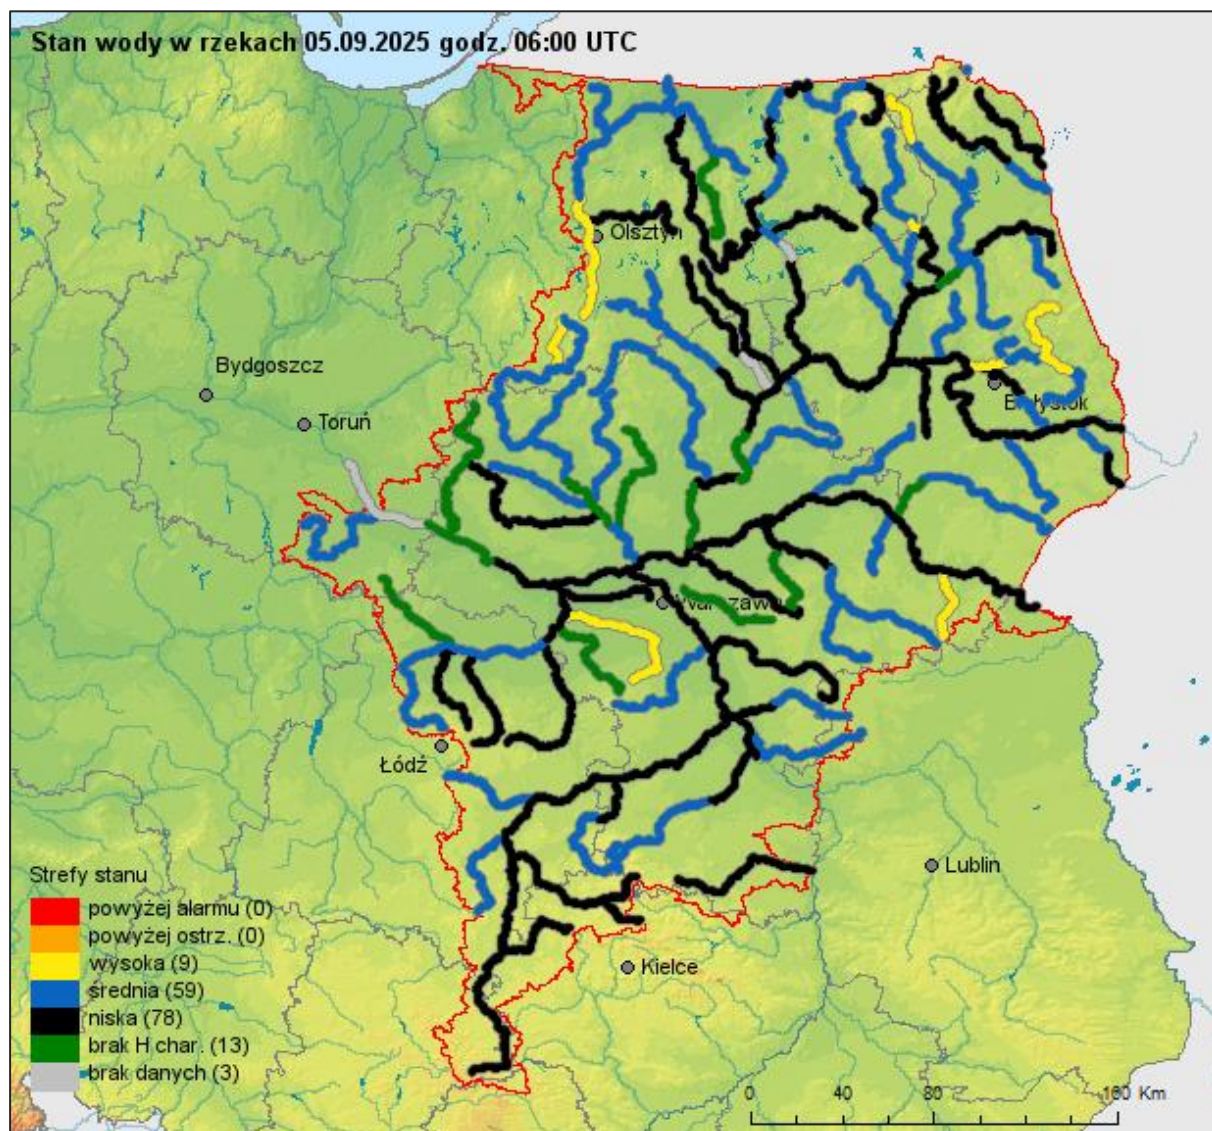 Stan wody w rzekach 05.09.2025 godz. 06:00 UTC
Olsztyn
Bydgoszcz
Toruń
Białystok
Warszawa
Łódź
Lublin
Kielce
Strefy stanu
powyżej alarmu (0)
powyżej ostrz. (0)
wysoka (9)
średnia (59)
niska (78)
brak H char. (13)
brak danych (3)
0 40 80 160 Km